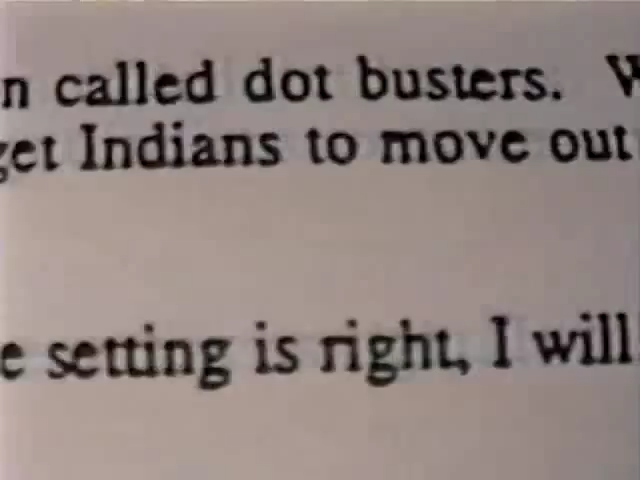 n called dot busters. W
get Indians to move out
e setting is right, I will